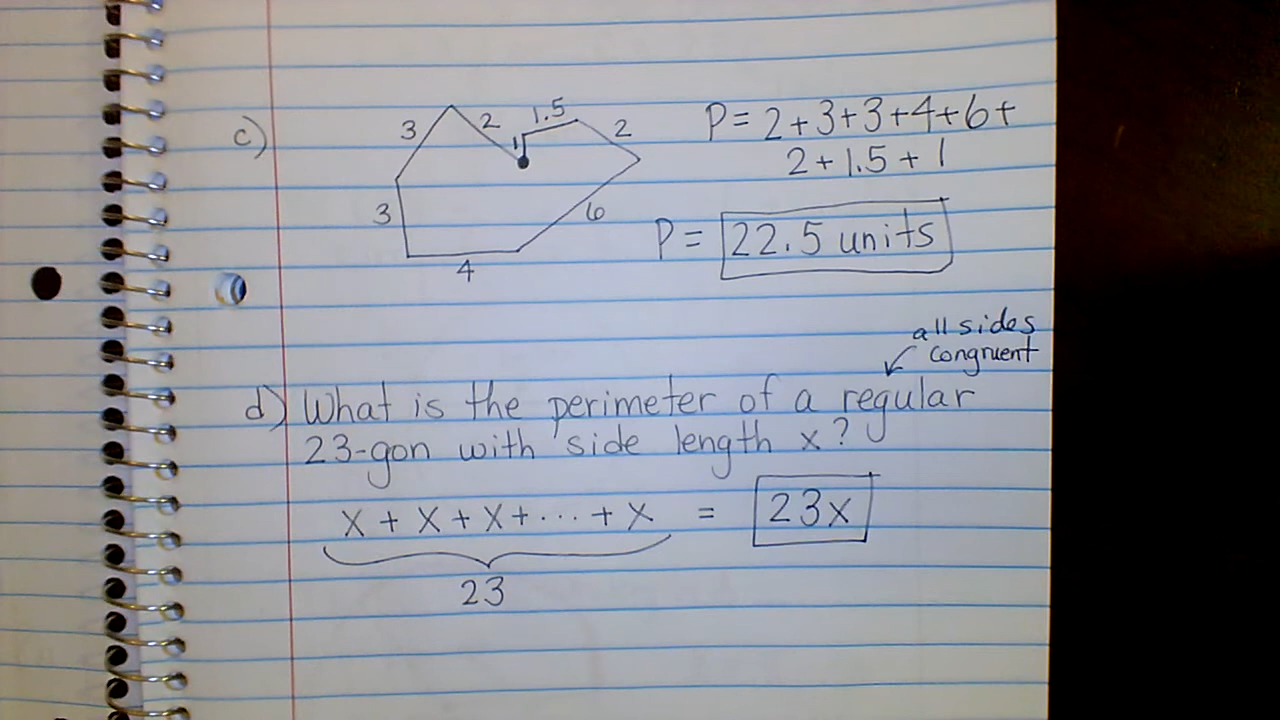 c)
3
2
1
1.5
2
3
6
4
P = 2+3+3+4+6+
2+1.5+1
P = 22.5 units
all sides
congruent
d) What is the perimeter of a regular
23-gon with side length x?
x + x + x + ... + x = 23x
23